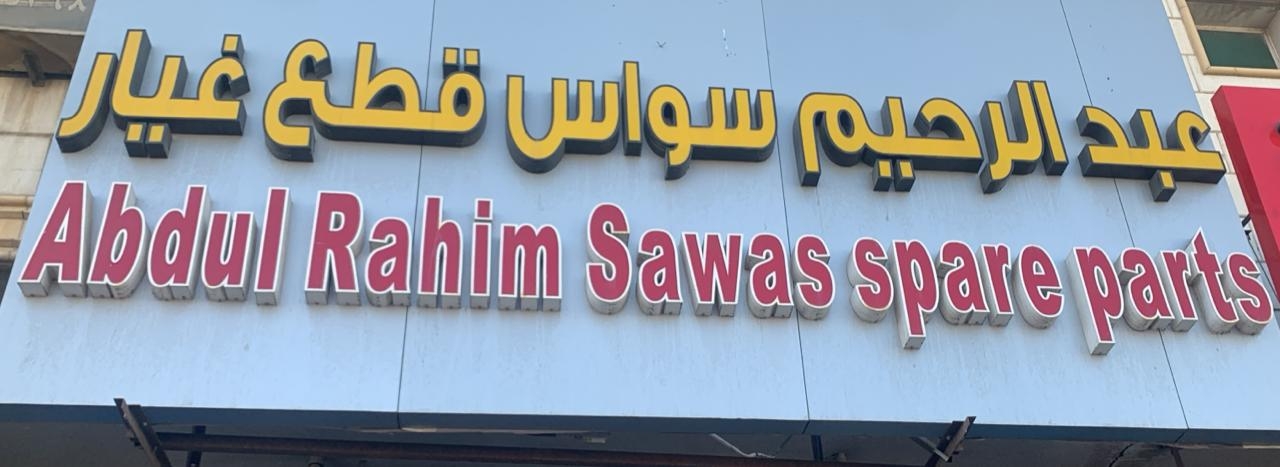 عبد الرحيم سواس قطع غيار
Abdul Rahim Sawas spare parts